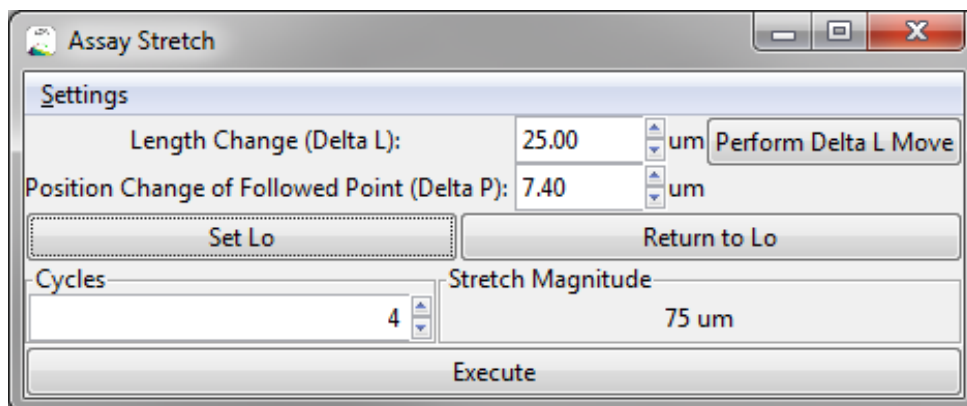 Assay Stretch
Settings
Length Change (Delta L): 25.00 um Perform Delta L Move
Position Change of Followed Point (Delta P): 7.40 um
Set Lo Return to Lo
Cycles Stretch Magnitude
4 75 um
Execute